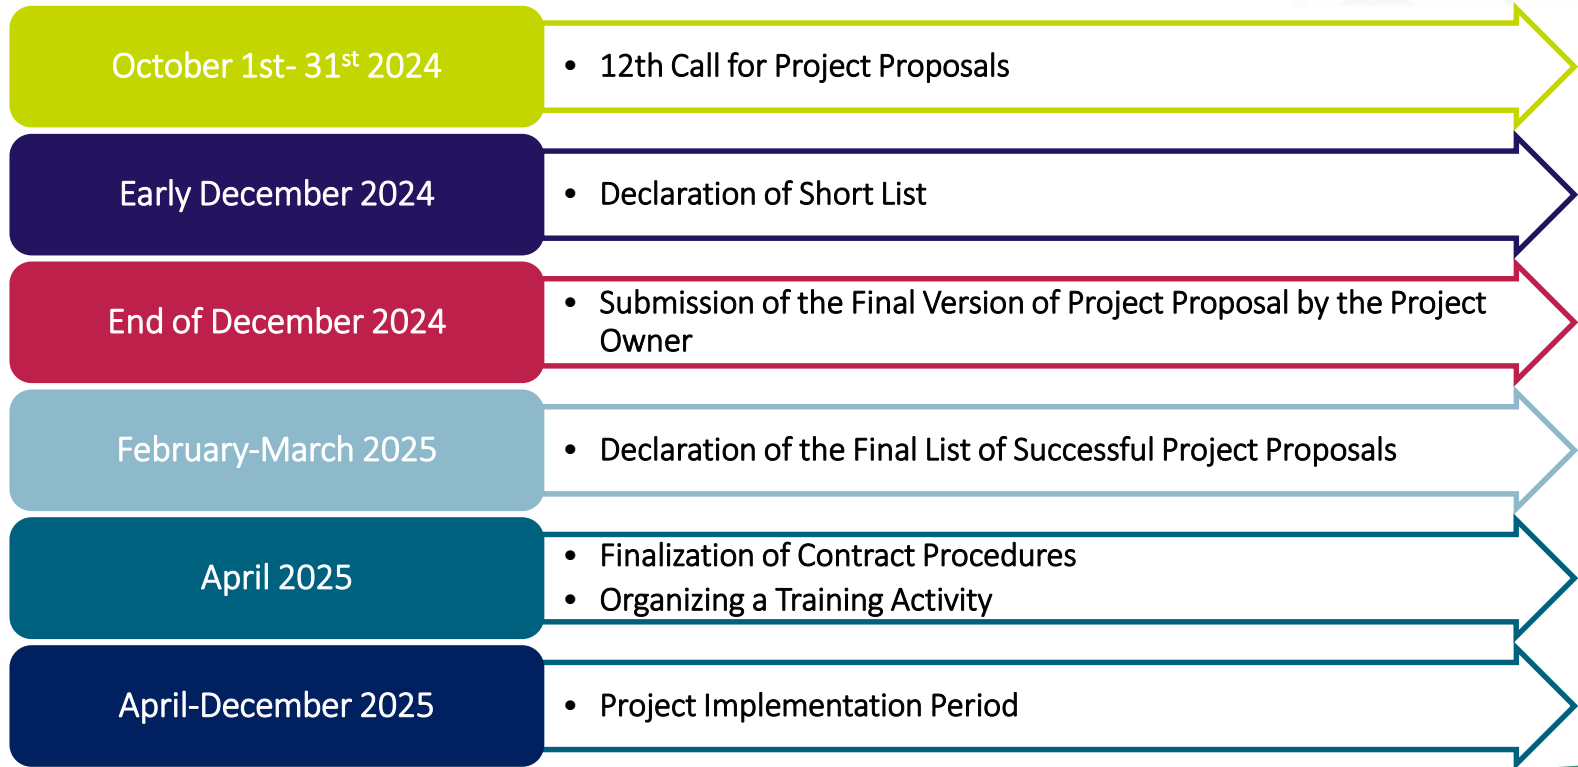 October 1st- 31st 2024
• 12th Call for Project Proposals
Early December 2024
• Declaration of Short List
End of December 2024
• Submission of the Final Version of Project Proposal by the Project
Owner
February-March 2025
• Declaration of the Final List of Successful Project Proposals
April 2025
• Finalization of Contract Procedures
• Organizing a Training Activity
April-December 2025
• Project Implementation Period